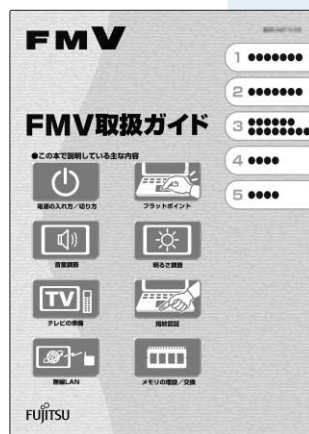 FMV
FMV取扱ガイド
●この本で説明している主な内容
電源の入れ方/切り方
フラットポイント
音量調節
明るさ調節
TV
テレビの準備
指紋認証
無線LAN
メモリの増設/交換
FUJITSU
1
2
3
4
5